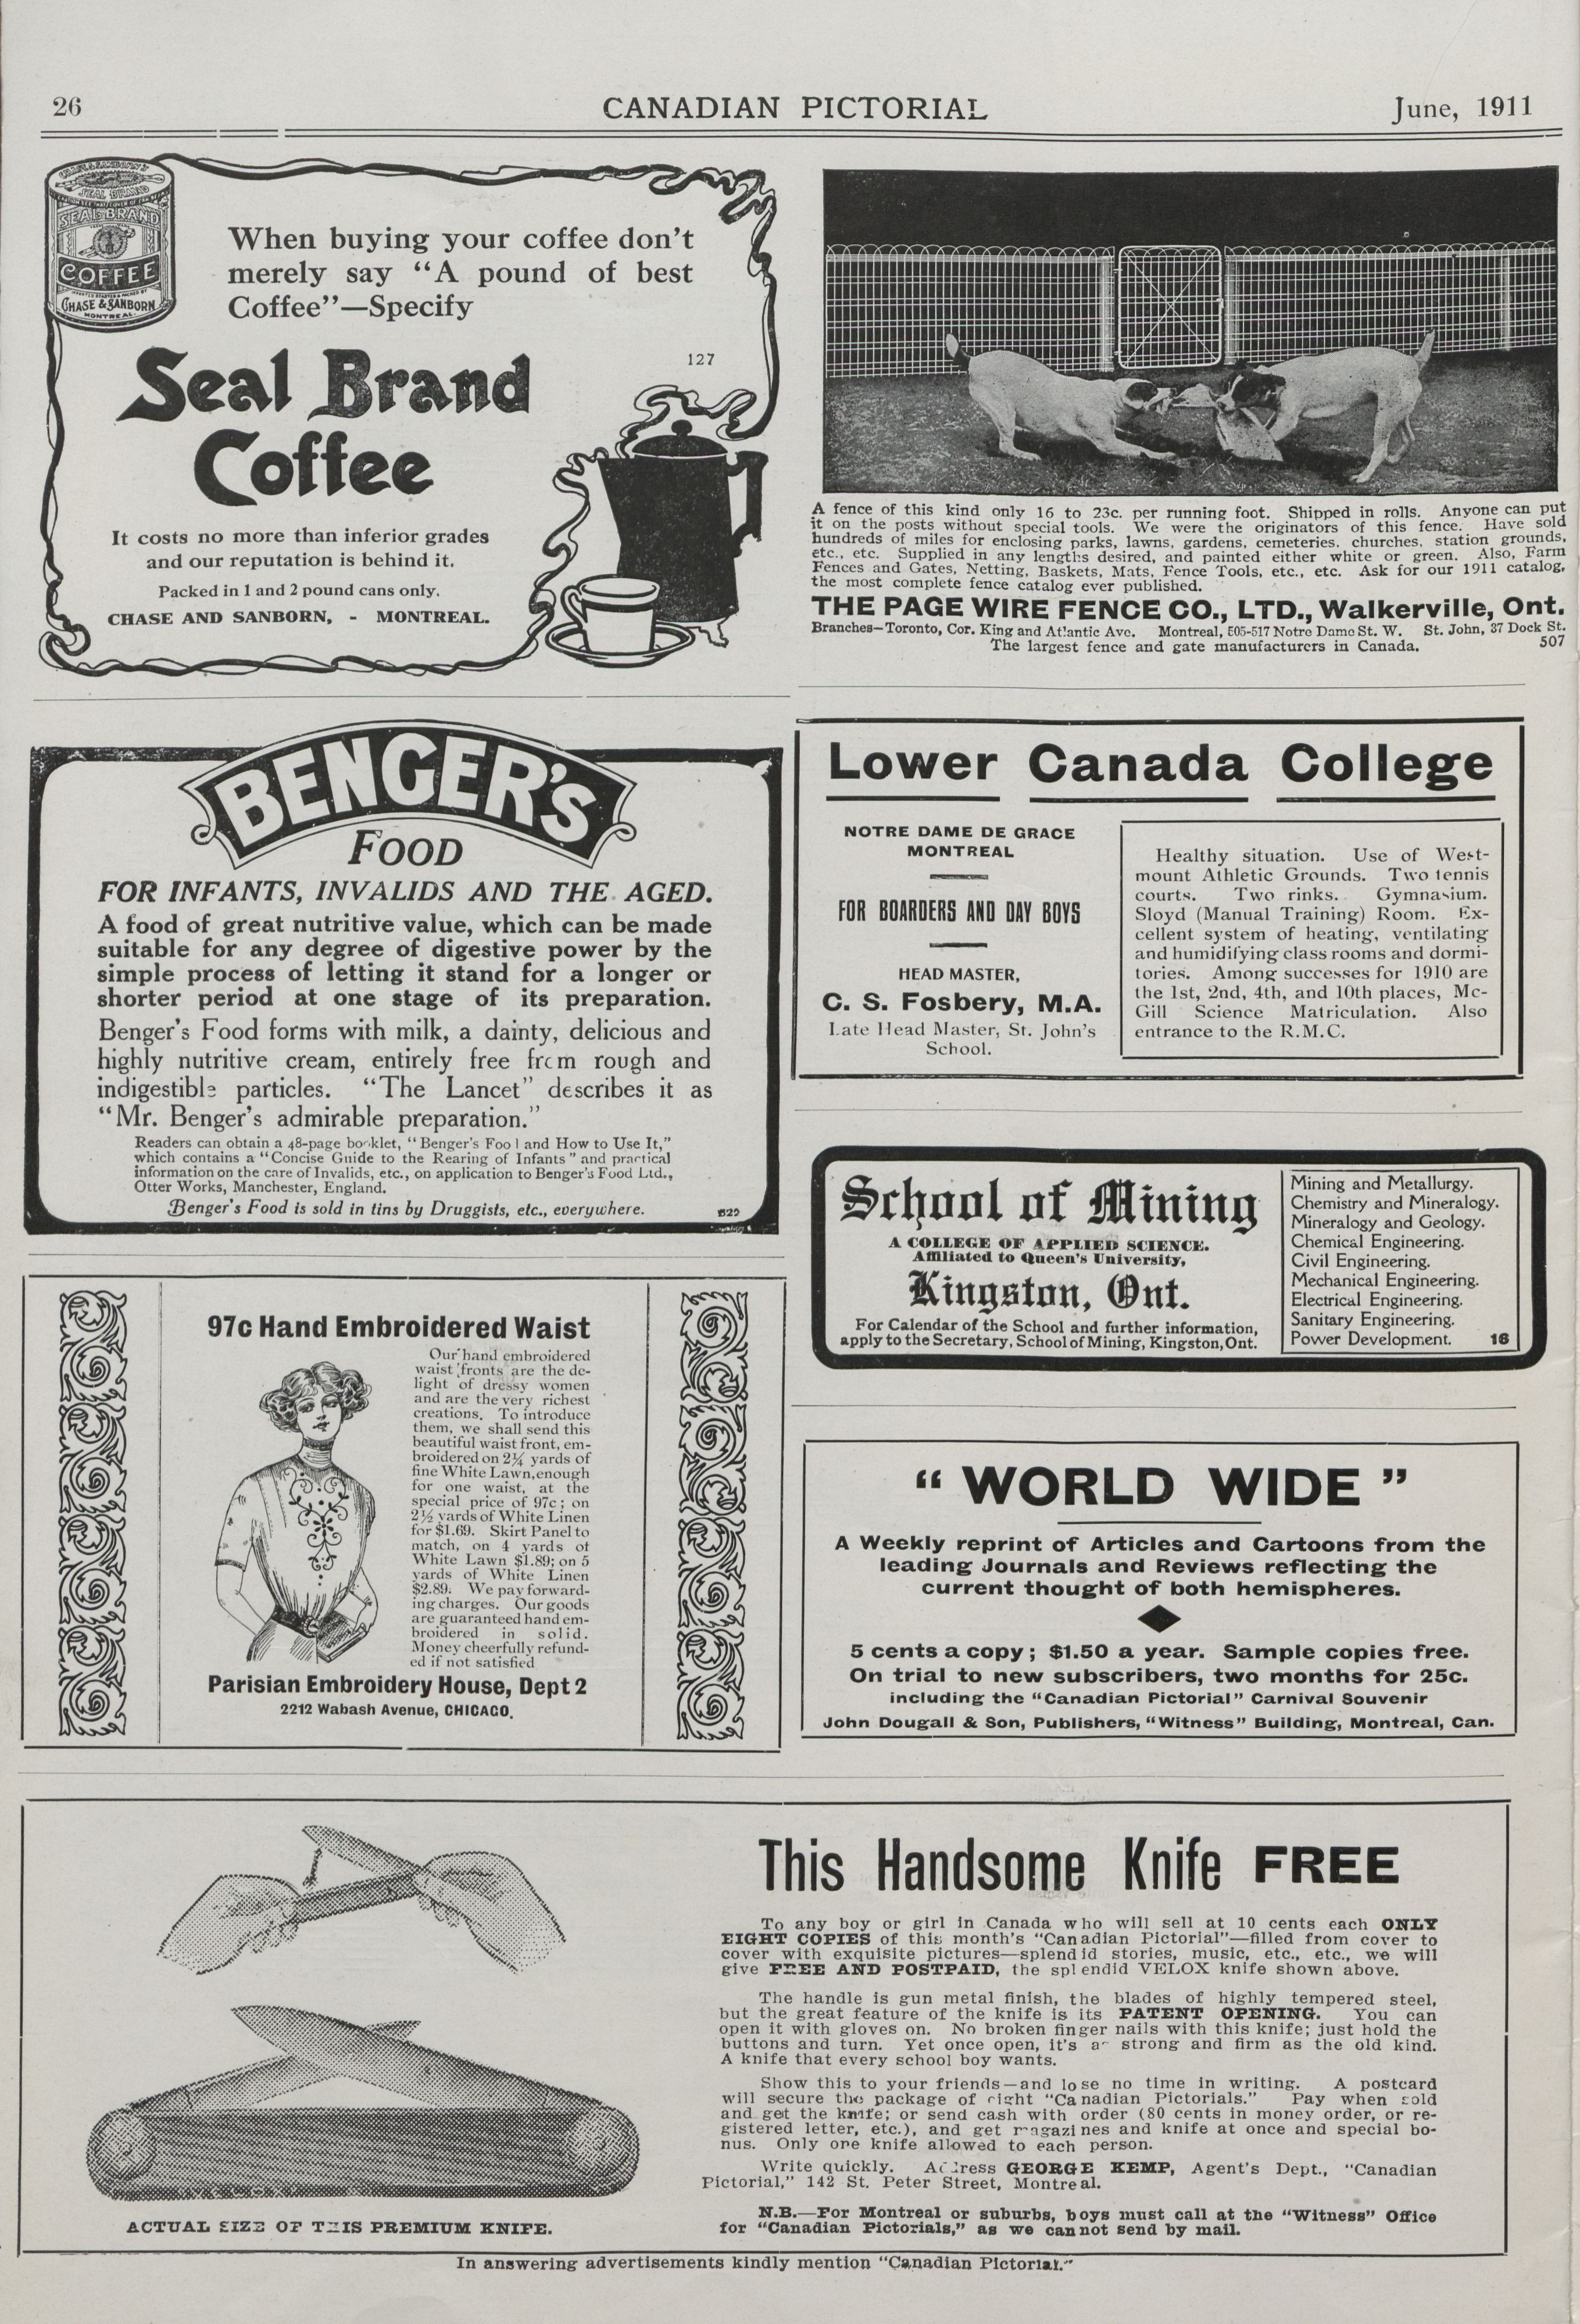 26
CANADIAN PICTORIAL
June, 1911
SEAL BRAND
SEAL BRAND
COFFEE
CHASE & SANBORN
MONTREAL.
When buying your coffee don't
merely say "A pound of best
Coffee"—Specify
127
Seal Brand
Coffee
It costs no more than inferior grades
and our reputation is behind it.
Packed in 1 and 2 pound cans only.
CHASE AND SANBORN, - MONTREAL.
A fence of this kind only 16 to 23c. per running foot. Shipped in rolls. Anyone can put
it on the posts without special tools. We were the originators of this fence. Have sold
hundreds of miles for enclosing parks, lawns, gardens, cemeteries, churches, station grounds,
etc., etc. Supplied in any lengths desired, and painted either white or green. Also, Farm
Fences and Gates, Netting, Baskets, Mats, Fence Tools, etc., etc. Ask for our 1911 catalog,
the most complete fence catalog ever published.
THE PAGE WIRE FENCE CO., LTD., Walkerville, Ont.
Branches—Toronto, Cor. King and Atlantic Ave. Montreal, 505-517 Notre Dame St. W. St. John, 37 Dock St.
The largest fence and gate manufacturers in Canada.
507
BENGER'S
FOOD
FOR INFANTS, INVALIDS AND THE AGED.
A food of great nutritive value, which can be made
suitable for any degree of digestive power by the
simple process of letting it stand for a longer or
shorter period at one stage of its preparation.
Benger's Food forms with milk, a dainty, delicious and
highly nutritive cream, entirely free from rough and
indigestible particles. "The Lancet" describes it as
"Mr. Benger's admirable preparation."
Readers can obtain a 48-page booklet, "Benger's Food and How to Use It,"
which contains a "Concise Guide to the Rearing of Infants" and practical
information on the care of Invalids, etc., on application to Benger's Food Ltd.,
Otter Works, Manchester, England.
Benger's Food is sold in tins by Druggists, etc., everywhere.
B22
Lower Canada College
NOTRE DAME DE GRACE
MONTREAL
FOR BOARDERS AND DAY BOYS
HEAD MASTER,
C. S. Fosbery, M.A.
Late Head Master, St. John's
School.
Healthy situation. Use of West-
mount Athletic Grounds. Two tennis
courts. Two rinks. Gymnasium.
Sloyd (Manual Training) Room. Ex-
cellent system of heating, ventilating
and humidifying class rooms and dormi-
tories. Among successes for 1910 are
the 1st, 2nd, 4th, and 10th places, Mc-
Gill Science Matriculation. Also
entrance to the R.M.C.
School of Mining
A COLLEGE OF APPLIED SCIENCE.
Affiliated to Queen's University,
Kingston, Ont.
For Calendar of the School and further information,
apply to the Secretary, School of Mining, Kingston, Ont.
Mining and Metallurgy.
Chemistry and Mineralogy.
Mineralogy and Geology.
Chemical Engineering.
Civil Engineering.
Mechanical Engineering.
Electrical Engineering.
Sanitary Engineering.
Power Development.
16
97c Hand Embroidered Waist
Our hand embroidered
waist fronts are the de-
light of dressy women
and are the very richest
creations. To introduce
them, we shall send this
beautiful waist front, em-
broidered on 2¼ yards of
fine White Lawn, enough
for one waist, at the
special price of 97c; on
2½ yards of White Linen
for $1.69. Skirt Panel to
match, on 4 yards of
White Lawn $1.89; on 5
yards of White Linen
$2.89. We pay forward-
ing charges. Our goods
are guaranteed hand em-
broidered in solid.
Money cheerfully refund-
ed if not satisfied
Parisian Embroidery House, Dept 2
2212 Wabash Avenue, CHICAGO.
"WORLD WIDE"
A Weekly reprint of Articles and Cartoons from the
leading Journals and Reviews reflecting the
current thought of both hemispheres.
5 cents a copy; $1.50 a year. Sample copies free.
On trial to new subscribers, two months for 25c.
including the "Canadian Pictorial" Carnival Souvenir
John Dougall & Son, Publishers, "Witness" Building, Montreal, Can.
ACTUAL SIZE OF THIS PREMIUM KNIFE.
This Handsome Knife FREE
To any boy or girl in Canada who will sell at 10 cents each ONLY
EIGHT COPIES of this month's "Canadian Pictorial"—filled from cover to
cover with exquisite pictures—splendid stories, music, etc., etc., we will
give FREE AND POSTPAID, the splendid VELOX knife shown above.
The handle is gun metal finish, the blades of highly tempered steel,
but the great feature of the knife is its PATENT OPENING. You can
open it with gloves on. No broken finger nails with this knife; just hold the
buttons and turn. Yet once open, it's as strong and firm as the old kind.
A knife that every school boy wants.
Show this to your friends—and lose no time in writing. A postcard
will secure the package of eight "Canadian Pictorials." Pay when sold
and get the knife; or send cash with order (80 cents in money order, or re-
gistered letter, etc.), and get magazines and knife at once and special bo-
nus. Only one knife allowed to each person.
Write quickly. Address GEORGE KEMP, Agent's Dept., "Canadian
Pictorial," 142 St. Peter Street, Montreal.
N.B.—For Montreal or suburbs, boys must call at the "Witness" Office
for "Canadian Pictorials," as we cannot send by mail.
In answering advertisements kindly mention "Canadian Pictorial."